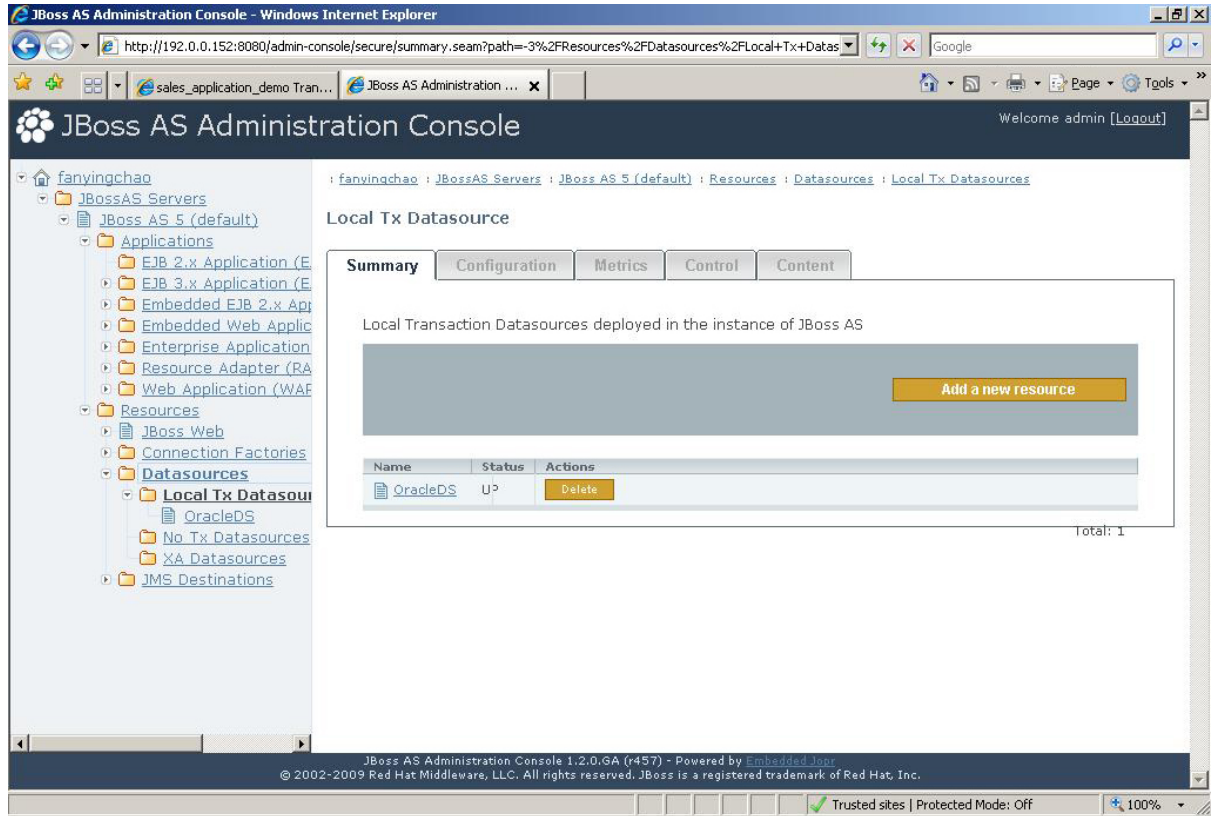 JBoss AS Administration Console - Windows Internet Explorer
http://192.0.0.152:8080/admin-console/secure/summary.seam?path=-3%2FResources%2FDatasources%2FLocal+Tx+Datas
Google
sales_application_demo Tran...
JBoss AS Administration ...
Page
Tools
JBoss AS Administration Console
Welcome admin [Logout]
fanyingchao
JBossAS Servers
JBoss AS 5 (default)
Applications
EJB 2.x Application (E
EJB 3.x Application (E
Embedded EJB 2.x App
Embedded Web Applic
Enterprise Application
Resource Adapter (RA
Web Application (WAR
Resources
JBoss Web
Connection Factories
Datasources
Local Tx Datasou
OracleDS
No Tx Datasources
XA Datasources
JMS Destinations
fanyingchao : JBossAS Servers : JBoss AS 5 (default) : Resources : Datasources : Local Tx Datasources
Local Tx Datasource
Summary Configuration Metrics Control Content
Local Transaction Datasources deployed in the instance of JBoss AS
Add a new resource
Name Status Actions
OracleDS UP Delete
Total: 1
JBoss AS Administration Console 1.2.0.GA (r457) - Powered by Embedded Jopr
© 2002-2009 Red Hat Middleware, LLC. All rights reserved. JBoss is a registered trademark of Red Hat, Inc.
Trusted sites | Protected Mode: Off
100%